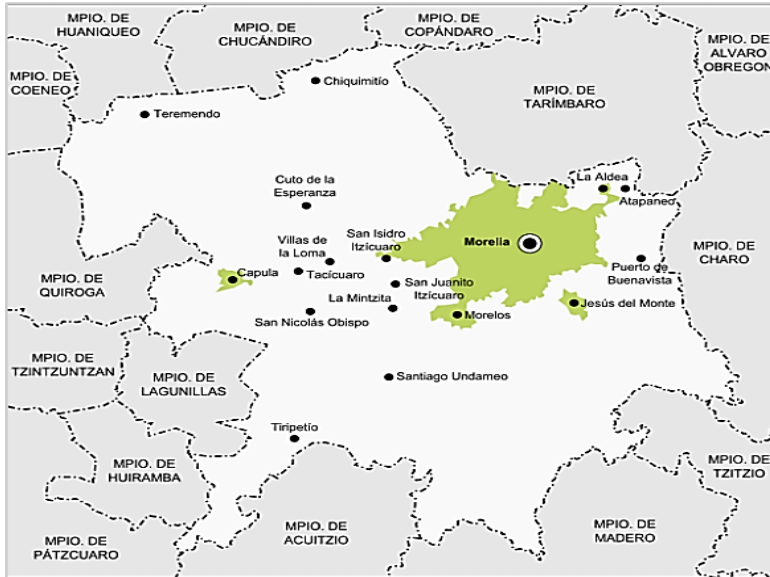 MPIO. DE
HUANIQUEO
MPIO. DE
CHUCÁNDIRO
MPIO. DE
COPÁNDARO
MPIO. DE
ALVARO
OBREGON
MPIO. DE
COENEO
MPIO. DE
TARÍMBARO
Chiquimitío
Teremendo
La Aldea
Atapaneo
Cuto de la
Esperanza
San Isidro
Itzícuaro
Morelia
Villas de
la Loma
MPIO. DE
CHARO
MPIO. DE
QUIROGA
Capula
Tacícuaro
San Juanito
Itzícuaro
Puerto de
Buenavista
La Mintzita
Jesús del Monte
San Nicolás Obispo
Morelos
MPIO. DE
TZINTZUNTZAN
MPIO. DE
LAGUNILLAS
Santiago Undameo
Tiripetío
MPIO. DE
HUIRAMBA
MPIO. DE
TZITZIO
MPIO. DE
PÁTZCUARO
MPIO. DE
ACUITZIO
MPIO. DE
MADERO